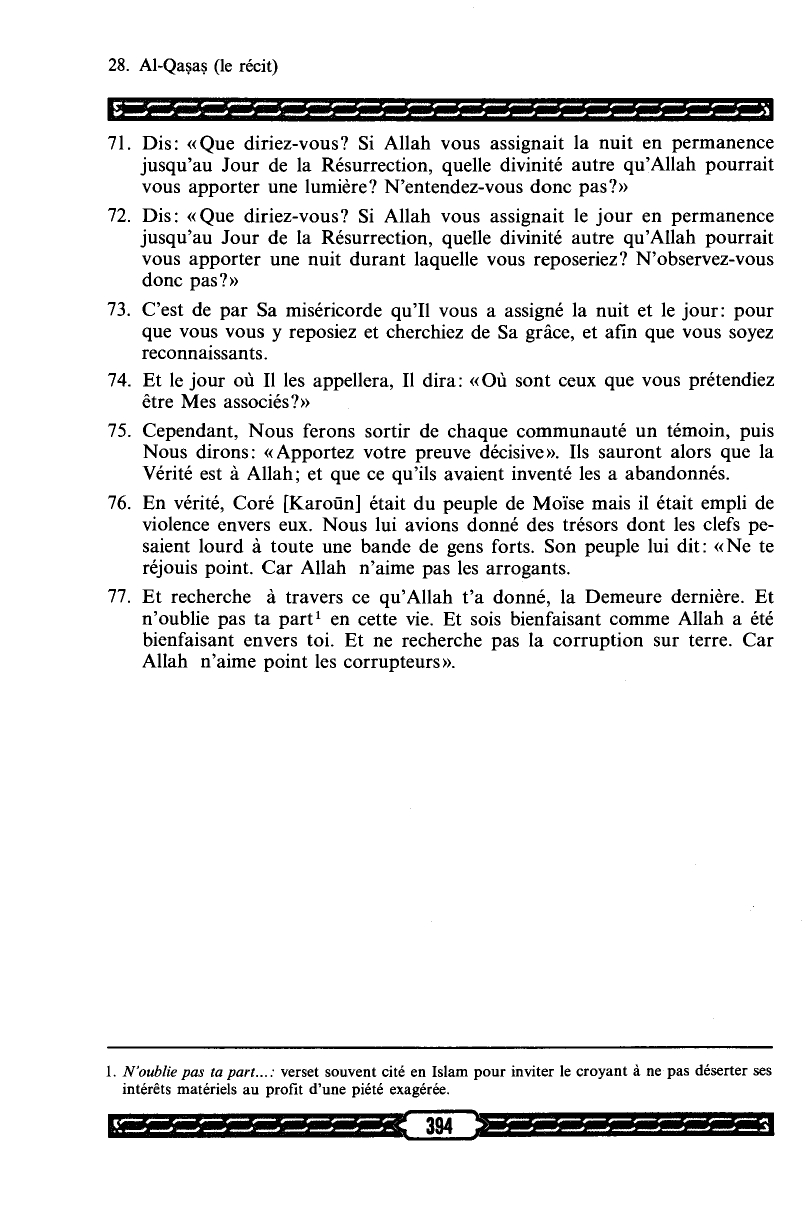 28. Al-Qaṣaṣ (le récit)
71. Dis: «Que diriez-vous? Si Allah vous assignait la nuit en permanence
jusqu'au Jour de la Résurrection, quelle divinité autre qu'Allah pourrait
vous apporter une lumière? N'entendez-vous donc pas?»
72. Dis: «Que diriez-vous? Si Allah vous assignait le jour en permanence
jusqu'au Jour de la Résurrection, quelle divinité autre qu'Allah pourrait
vous apporter une nuit durant laquelle vous reposeriez? N'observez-vous
donc pas?»
73. C'est de par Sa miséricorde qu'Il vous a assigné la nuit et le jour: pour
que vous vous y reposiez et cherchiez de Sa grâce, et afin que vous soyez
reconnaissants.
74. Et le jour où Il les appellera, Il dira: «Où sont ceux que vous prétendiez
être Mes associés?»
75. Cependant, Nous ferons sortir de chaque communauté un témoin, puis
Nous dirons: «Apportez votre preuve décisive». Ils sauront alors que la
Vérité est à Allah; et que ce qu'ils avaient inventé les a abandonnés.
76. En vérité, Coré [Karoūn] était du peuple de Moïse mais il était empli de
violence envers eux. Nous lui avions donné des trésors dont les clefs pe-
saient lourd à toute une bande de gens forts. Son peuple lui dit: «Ne te
réjouis point. Car Allah n'aime pas les arrogants.
77. Et recherche à travers ce qu'Allah t'a donné, la Demeure dernière. Et
n'oublie pas ta part¹ en cette vie. Et sois bienfaisant comme Allah a été
bienfaisant envers toi. Et ne recherche pas la corruption sur terre. Car
Allah n'aime point les corrupteurs».
1. N'oublie pas ta part...: verset souvent cité en Islam pour inviter le croyant à ne pas déserter ses
intérêts matériels au profit d'une piété exagérée.
394